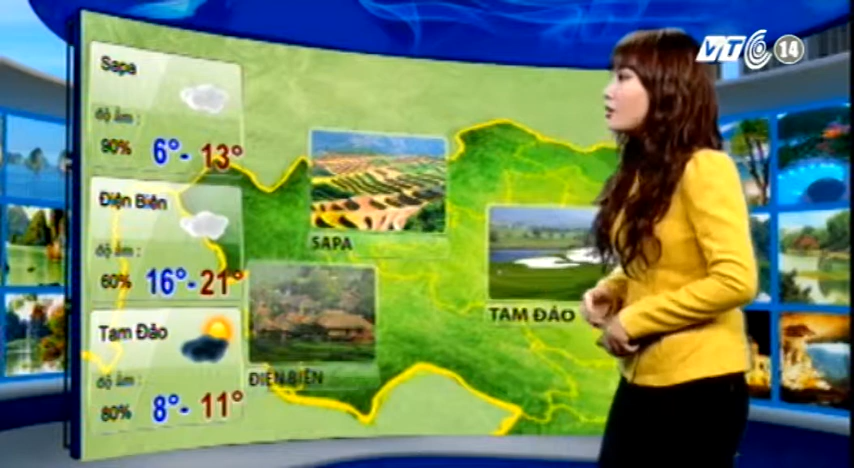 VTC 14
Sapa
độ ẩm :
90% 6°- 13°
SAPA
Điện Biên
độ ẩm :
60% 16°- 21°
TAM ĐẢO
Tam Đảo
độ ẩm :
80% 8°- 11°
ĐIỆN BIÊN